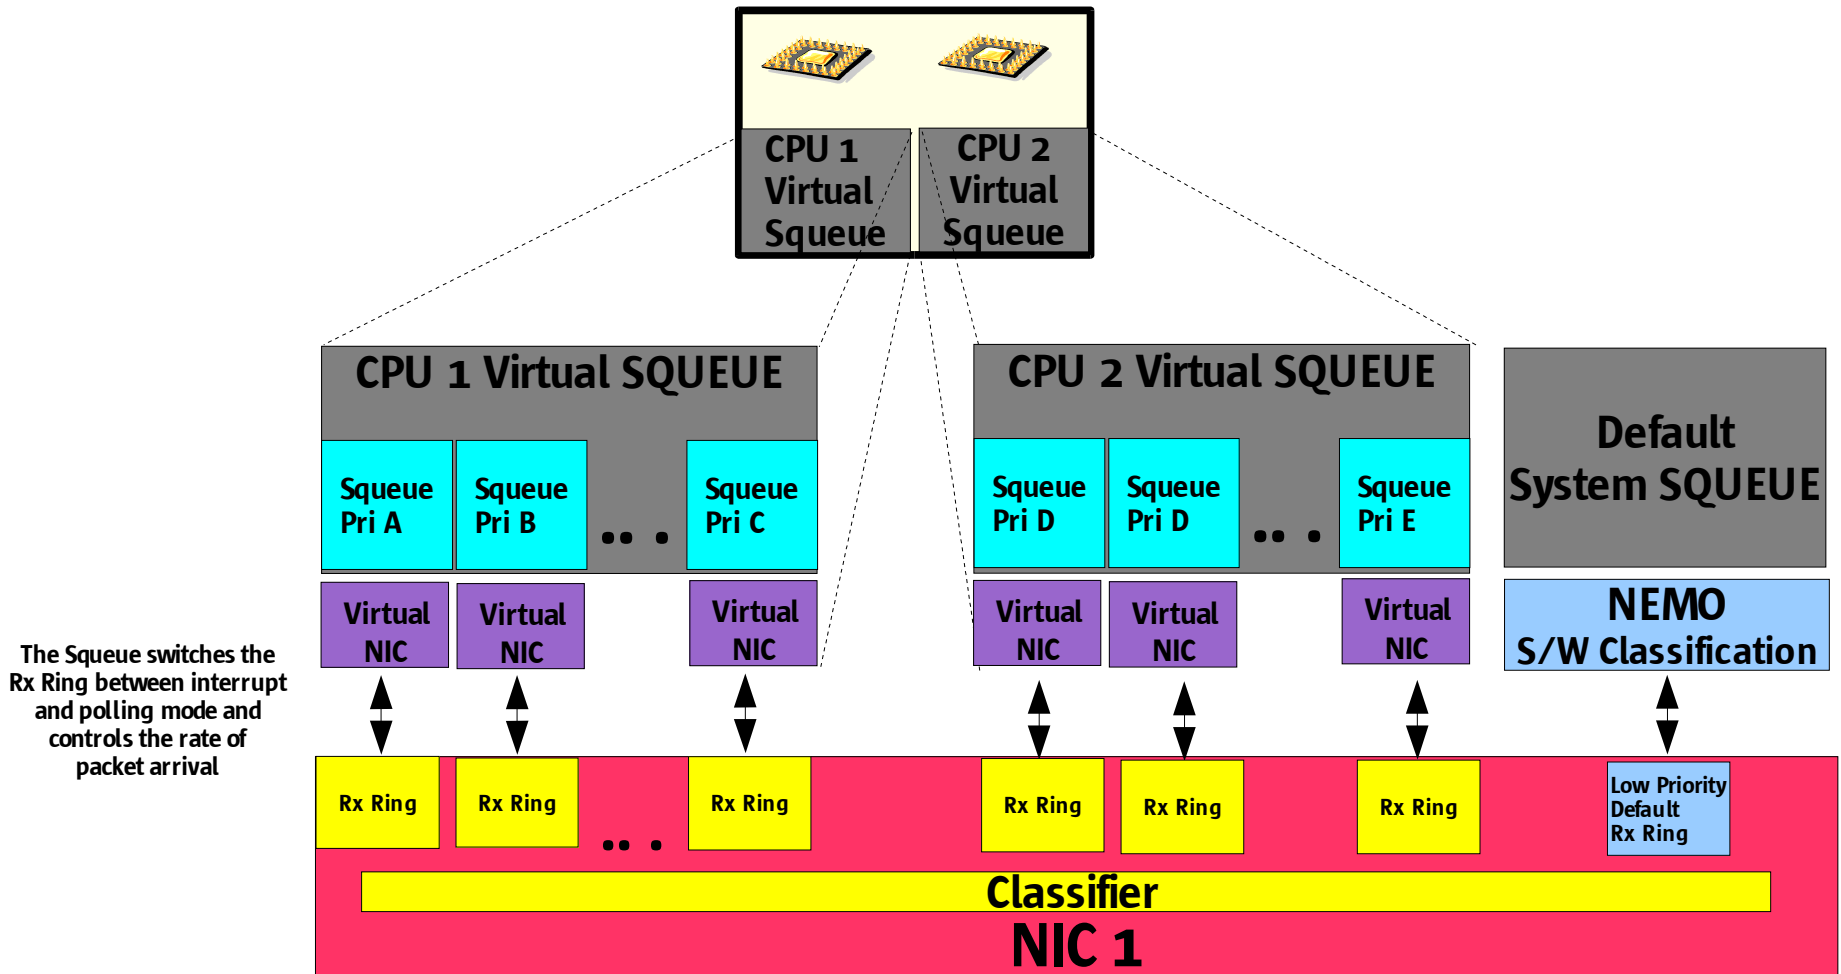 CPU 1
Virtual
Squeue
CPU 2
Virtual
Squeue
CPU 1 Virtual SQUEUE
CPU 2 Virtual SQUEUE
Default
System SQUEUE
Squeue
Pri A
Squeue
Pri B
.. .
Squeue
Pri C
Squeue
Pri D
Squeue
Pri D
.. .
Squeue
Pri E
Virtual
NIC
Virtual
NIC
Virtual
NIC
Virtual
NIC
Virtual
NIC
Virtual
NIC
NEMO
S/W Classification
The Squeue switches the
Rx Ring between interrupt
and polling mode and
controls the rate of
packet arrival
Rx Ring
Rx Ring
.. .
Rx Ring
Rx Ring
Rx Ring
Rx Ring
Low Priority
Default
Rx Ring
Classifier
NIC 1